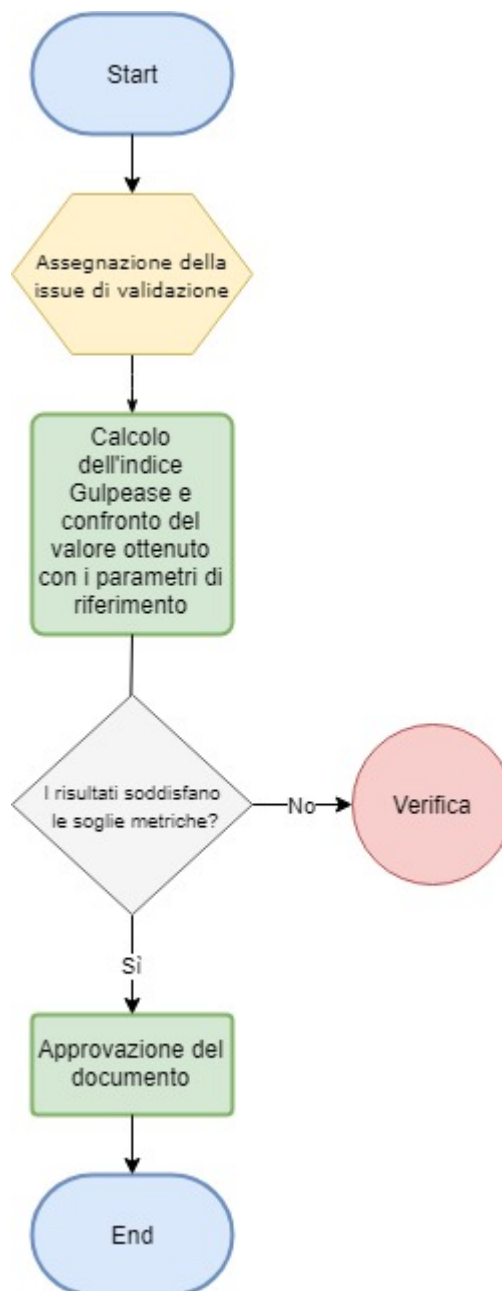 Start
Assegnazione della
issue di validazione
Calcolo
dell'indice
Gulpease e
confronto del
valore ottenuto
con i parametri di
riferimento
I risultati soddisfano
le soglie metriche?
No
Verifica
Sì
Approvazione del
documento
End